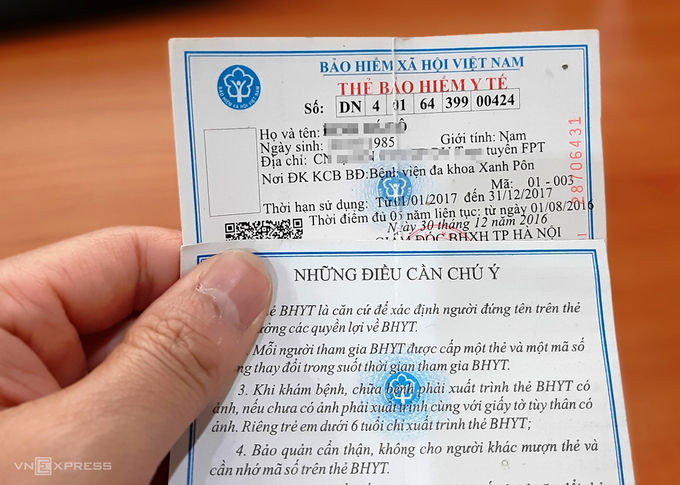 BẢO HIỂM XÃ HỘI VIỆT NAM
THẺ BẢO HIỂM Y TẾ
Số: DN 4 01 64 399 00424
Họ và tên:
Ngày sinh: 1985 Giới tính: Nam
Địa chỉ: CN tuyến FPT
Nơi ĐK KCB BĐ: Bệnh viện đa khoa Xanh Pôn
Mã: 01 - 003
Thời hạn sử dụng: Từ 01/01/2017 đến 31/12/2017
Thời điểm đủ 05 năm liên tục: từ ngày 01/08/2016
Ngày 30 tháng 12 năm 2016
GIÁM ĐỐC BHXH TP HÀ NỘI
28706431
NHỮNG ĐIỀU CẦN CHÚ Ý
BHYT là căn cứ để xác định người đứng tên trên thẻ
các quyền lợi về BHYT.
Mỗi người tham gia BHYT được cấp một thẻ và một mã số
thay đổi trong suốt thời gian tham gia BHYT.
3. Khi khám bệnh, chữa bệnh phải xuất trình thẻ BHYT có
ảnh, nếu chưa có ảnh phải xuất trình cùng với giấy tờ tùy thân có
ảnh. Riêng trẻ em dưới 6 tuổi chỉ xuất trình thẻ BHYT;
4. Bảo quản cẩn thận, không cho người khác mượn thẻ và
cần nhớ mã số trên thẻ BHYT.
VNEXPRESS